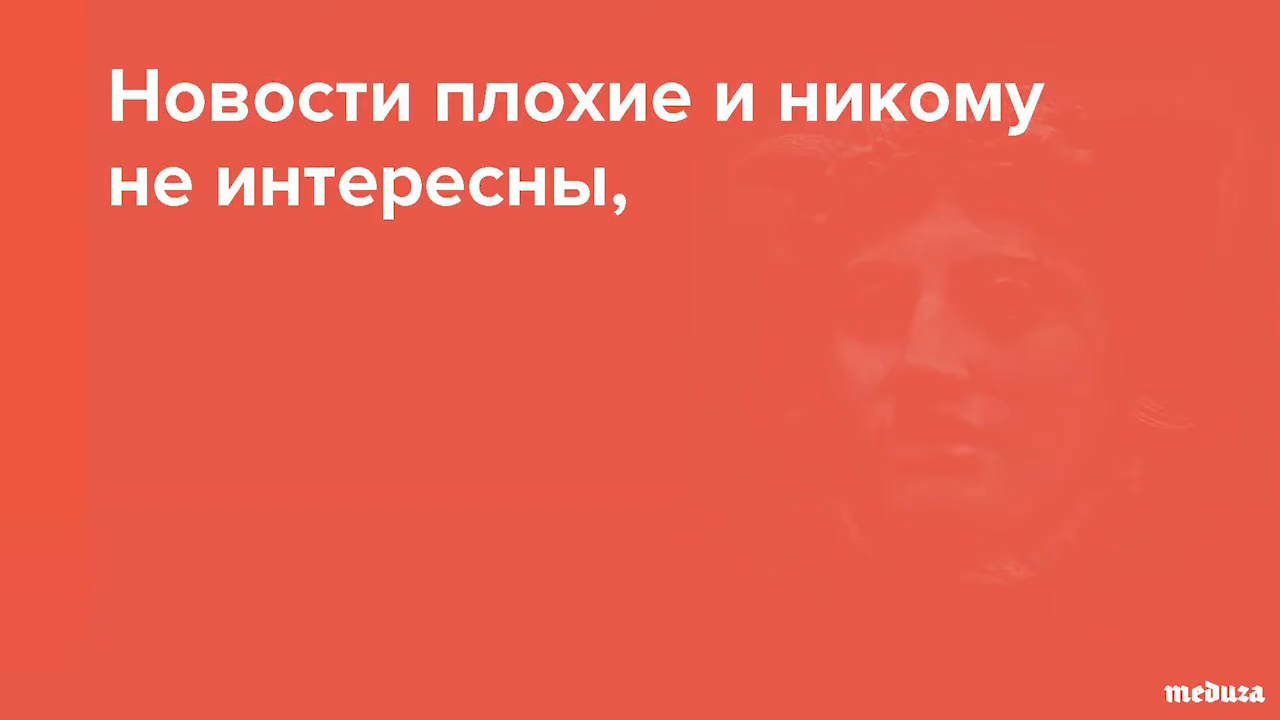 Новости плохие и никому
не интересны,
meduza